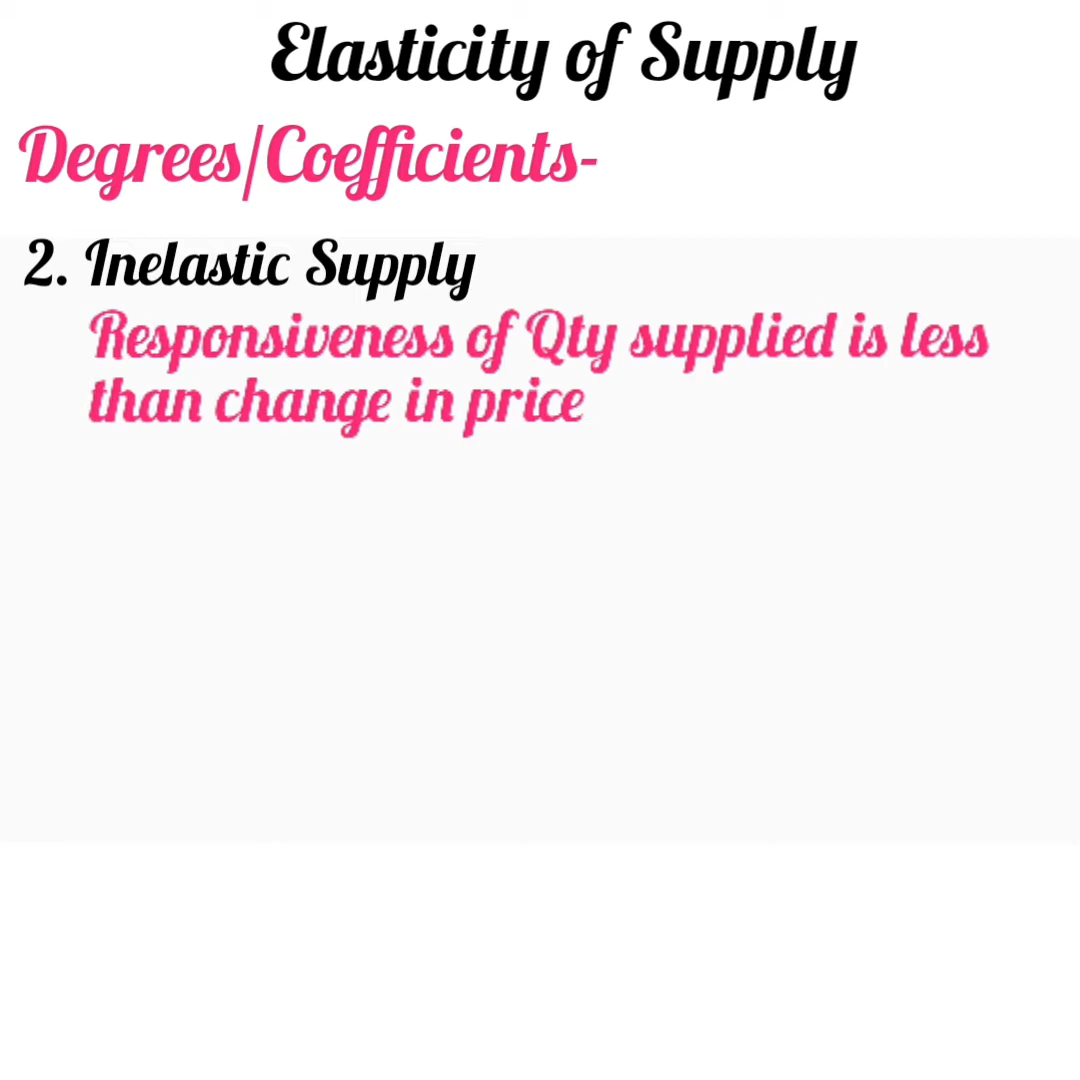 Elasticity of Supply
Degrees/Coefficients-
2. Inelastic Supply
Responsiveness of Qty supplied is less
than change in price